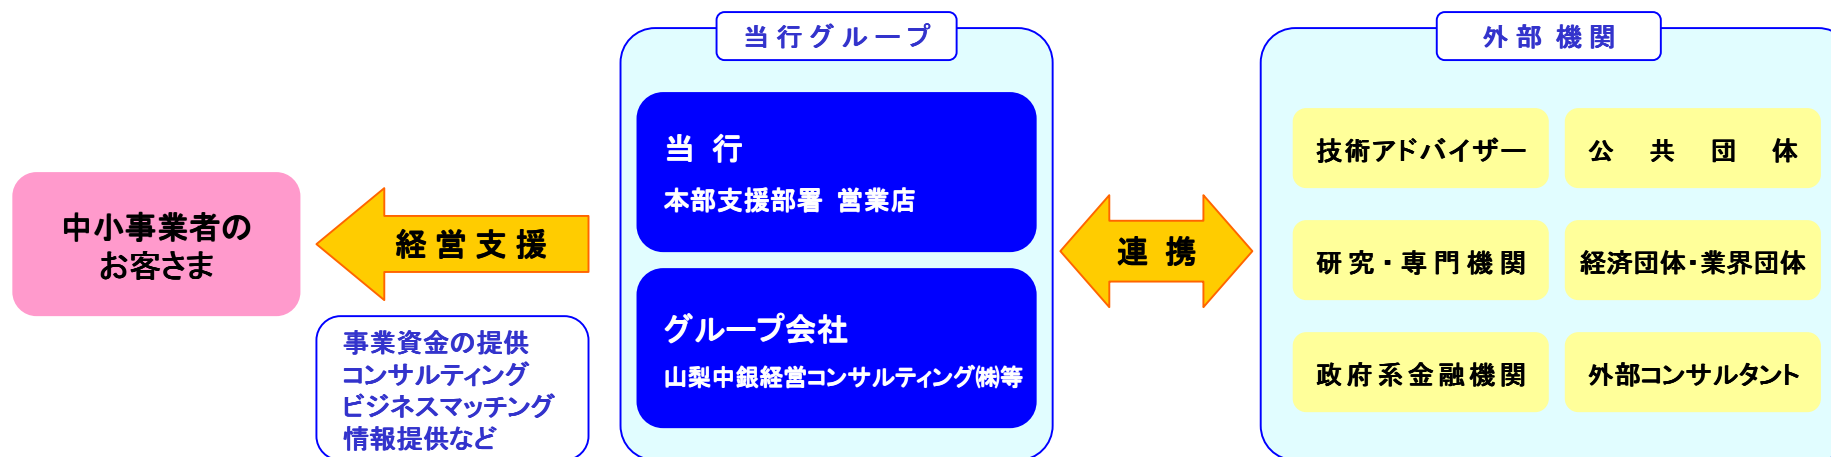 中小事業者の
お客さま
経営支援
事業資金の提供
コンサルティング
ビジネスマッチング
情報提供など
当行グループ
当 行
本部支援部署 営業店
グループ会社
山梨中銀経営コンサルティング㈱等
連 携
外部 機関
技術アドバイザー
公 共 団 体
研究・専門機関
経済団体・業界団体
政府系金融機関
外部コンサルタント